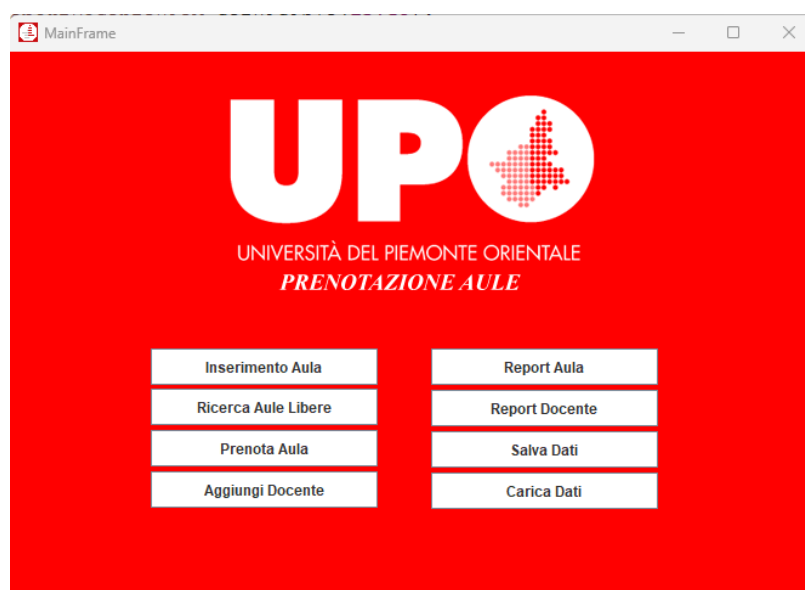 MainFrame
UPO
UNIVERSITÀ DEL PIEMONTE ORIENTALE
PRENOTAZIONE AULE
Inserimento Aula
Ricerca Aule Libere
Prenota Aula
Aggiungi Docente
Report Aula
Report Docente
Salva Dati
Carica Dati